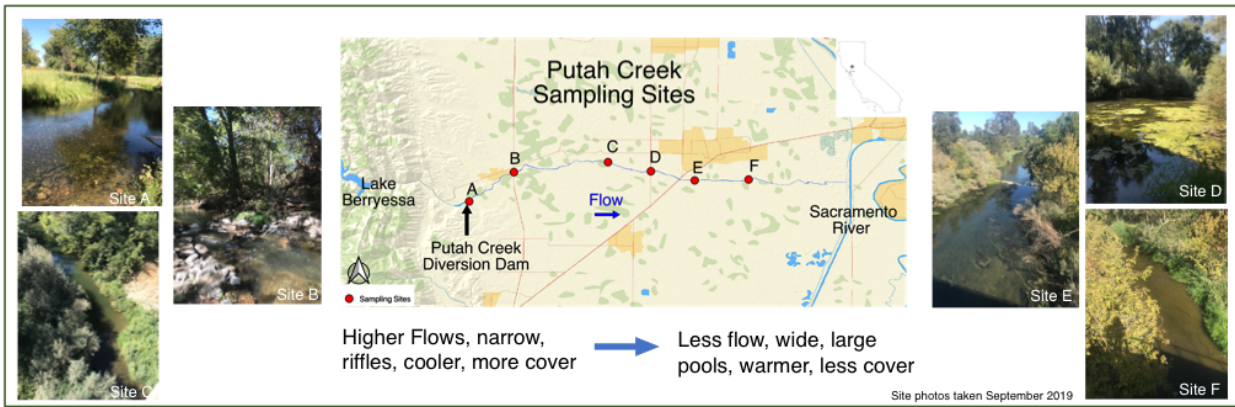 Site A
Site B
Site C
Putah Creek
Sampling Sites
A
B
C
D
E
F
Lake
Berryessa
Flow
Putah Creek
Diversion Dam
Sacramento
River
Sampling Sites
Higher Flows, narrow,
riffles, cooler, more cover
Less flow, wide, large
pools, warmer, less cover
Site D
Site E
Site F
Site photos taken September 2019